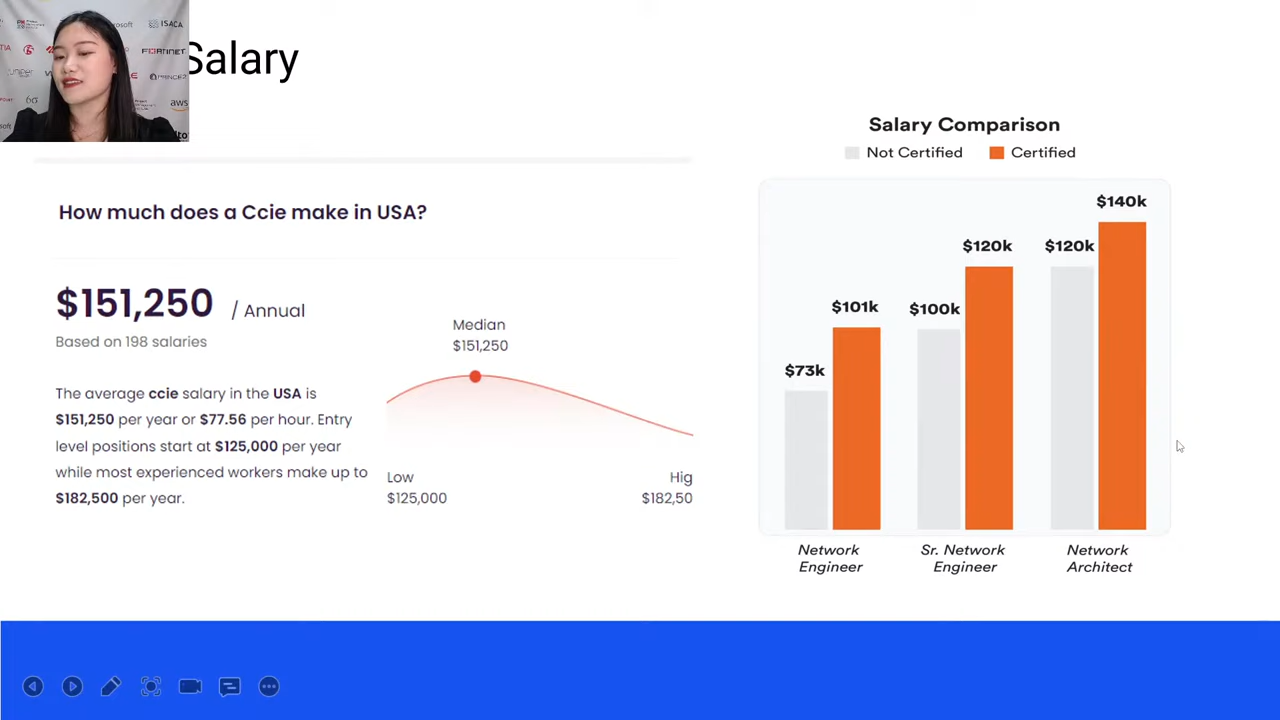 Salary
ISACA
FORTINET
aws
How much does a Ccie make in USA?
$151,250 / Annual
Based on 198 salaries
The average ccie salary in the USA is
$151,250 per year or $77.56 per hour. Entry
level positions start at $125,000 per year
while most experienced workers make up to
$182,500 per year.
Median
$151,250
Low
$125,000
Hig
$182,50
Salary Comparison
Not Certified
Certified
$73k
$101k
$100k
$120k
$120k
$140k
Network
Engineer
Sr. Network
Engineer
Network
Architect